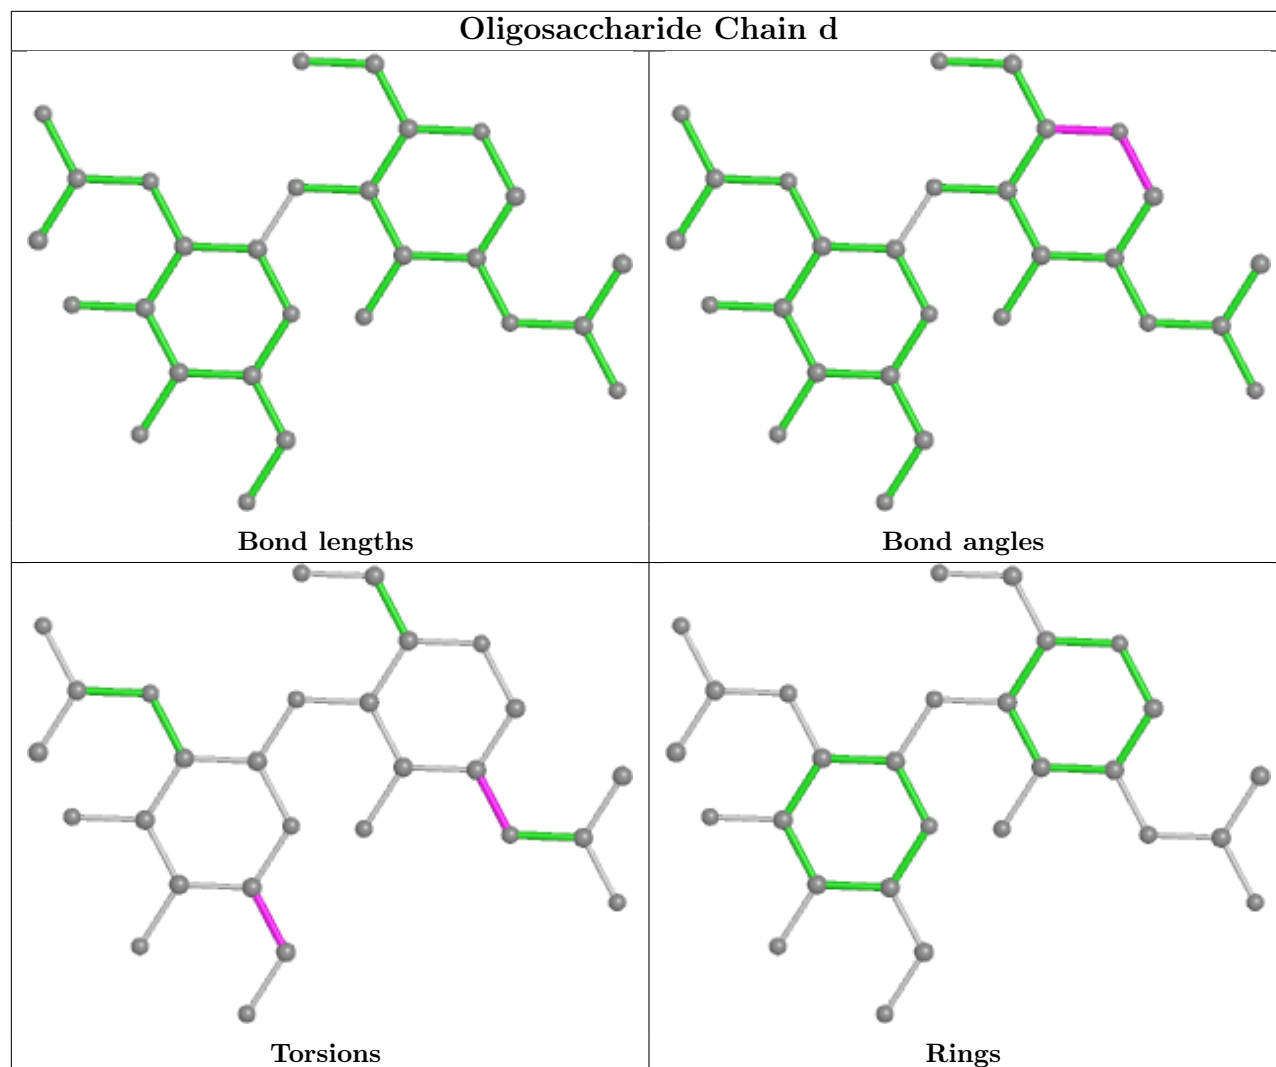 Oligosaccharide Chain d
Bond lengths
Bond angles
Torsions
Rings